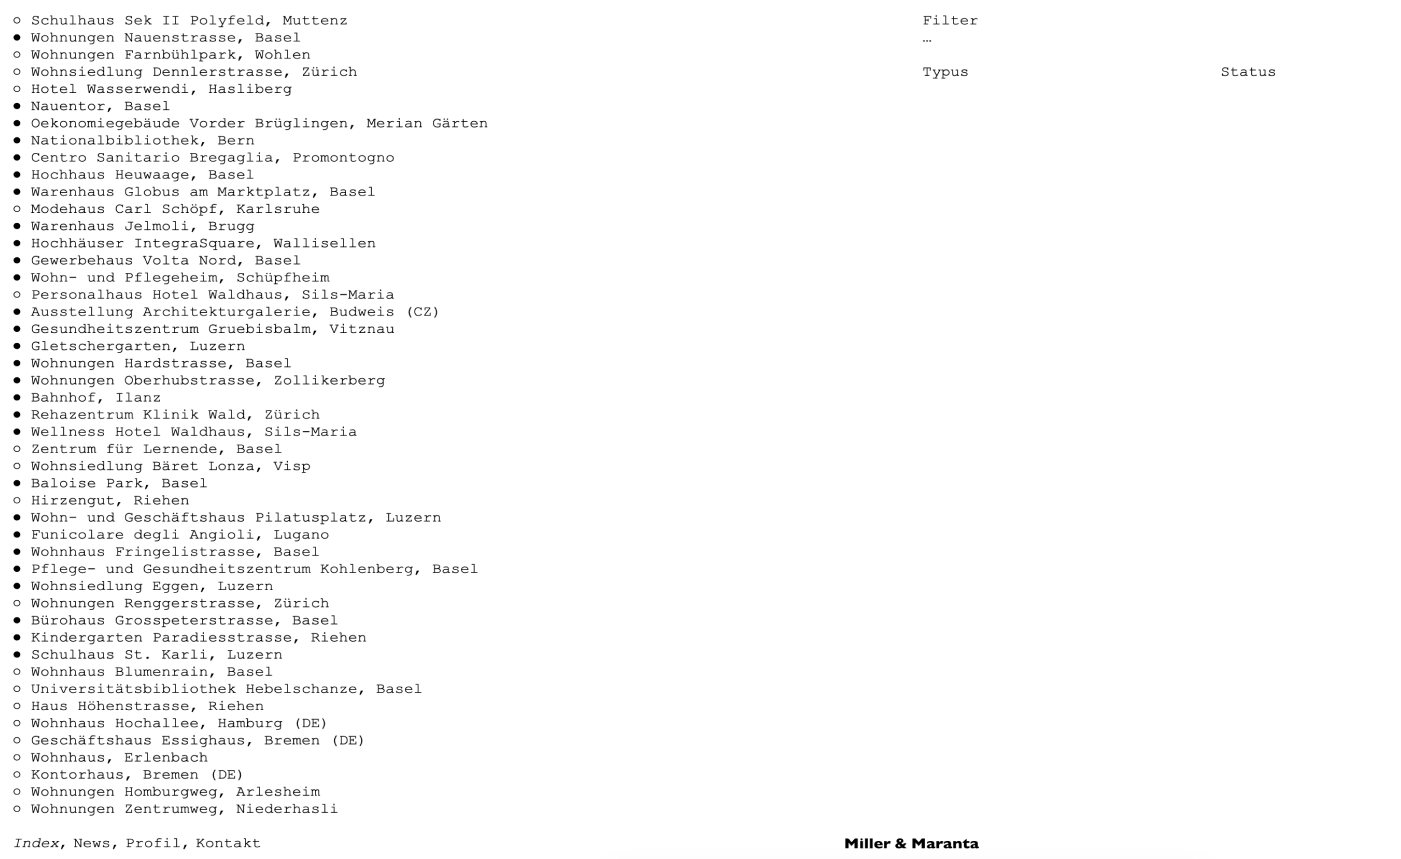 ○ Schulhaus Sek II Polyfeld, Muttenz
● Wohnungen Nauenstrasse, Basel
○ Wohnungen Farnbühlpark, Wohlen
○ Wohnsiedlung Dennlerstrasse, Zürich
○ Hotel Wasserwendi, Hasliberg
● Nauentor, Basel
● Oekonomiegebäude Vorder Brüglingen, Merian Gärten
● Nationalbibliothek, Bern
● Centro Sanitario Bregaglia, Promontogno
● Hochhaus Heuwaage, Basel
● Warenhaus Globus am Marktplatz, Basel
○ Modehaus Carl Schöpf, Karlsruhe
● Warenhaus Jelmoli, Brugg
● Hochhäuser IntegraSquare, Wallisellen
● Gewerbehaus Volta Nord, Basel
● Wohn- und Pflegeheim, Schüpfheim
○ Personalhaus Hotel Waldhaus, Sils-Maria
● Ausstellung Architekturgalerie, Budweis (CZ)
● Gesundheitszentrum Gruebisbalm, Vitznau
● Gletschergarten, Luzern
● Wohnungen Hardstrasse, Basel
● Wohnungen Oberhubstrasse, Zollikerberg
● Bahnhof, Ilanz
● Rehazentrum Klinik Wald, Zürich
● Wellness Hotel Waldhaus, Sils-Maria
○ Zentrum für Lernende, Basel
○ Wohnsiedlung Bäret Lonza, Visp
● Baloise Park, Basel
○ Hirzengut, Riehen
● Wohn- und Geschäftshaus Pilatusplatz, Luzern
● Funicolare degli Angioli, Lugano
● Wohnhaus Fringelistrasse, Basel
● Pflege- und Gesundheitszentrum Kohlenberg, Basel
● Wohnsiedlung Eggen, Luzern
○ Wohnungen Renggerstrasse, Zürich
● Bürohaus Grosspeterstrasse, Basel
● Kindergarten Paradiesstrasse, Riehen
● Schulhaus St. Karli, Luzern
○ Wohnhaus Blumenrain, Basel
○ Universitätsbibliothek Hebelschanze, Basel
○ Haus Höhenstrasse, Riehen
○ Wohnhaus Hochallee, Hamburg (DE)
○ Geschäftshaus Essighaus, Bremen (DE)
○ Wohnhaus, Erlenbach
○ Kontorhaus, Bremen (DE)
○ Wohnungen Homburgweg, Arlesheim
○ Wohnungen Zentrumweg, Niederhasli
Filter
…
Typus Status
Index, News, Profil, Kontakt
Miller & Maranta